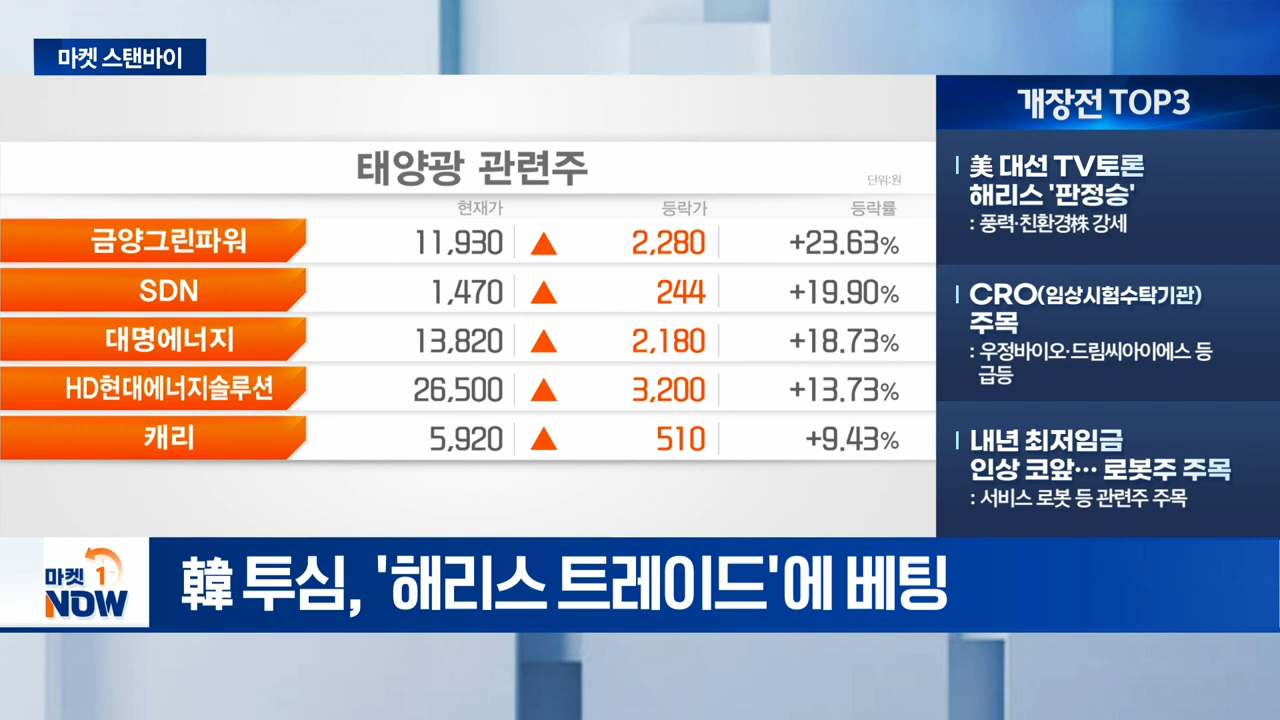 마켓 스탠바이
태양광 관련주
단위:원
현재가 등락가 등락률
금양그린파워 11,930 ▲ 2,280 +23.63%
SDN 1,470 ▲ 244 +19.90%
대명에너지 13,820 ▲ 2,180 +18.73%
HD현대에너지솔루션 26,500 ▲ 3,200 +13.73%
캐리 5,920 ▲ 510 +9.43%
개장전 TOP3
美 대선 TV토론
해리스 '판정승'
: 풍력·친환경株 강세
CRO(임상시험수탁기관)
주목
: 우정바이오·드림씨아이에스 등
급등
내년 최저임금
인상 코앞… 로봇주 주목
: 서비스 로봇 등 관련주 주목
마켓 1
NOW
韓 투심, '해리스 트레이드'에 베팅